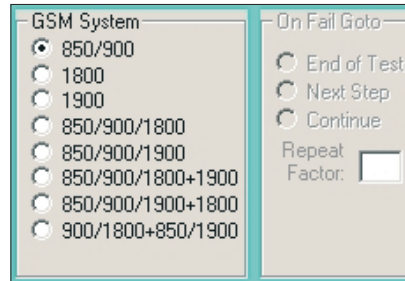 GSM System
850/900
1800
1900
850/900/1800
850/900/1900
850/900/1800+1900
850/900/1900+1800
900/1800+850/1900
On Fail Goto
End of Test
Next Step
Continue
Repeat
Factor: